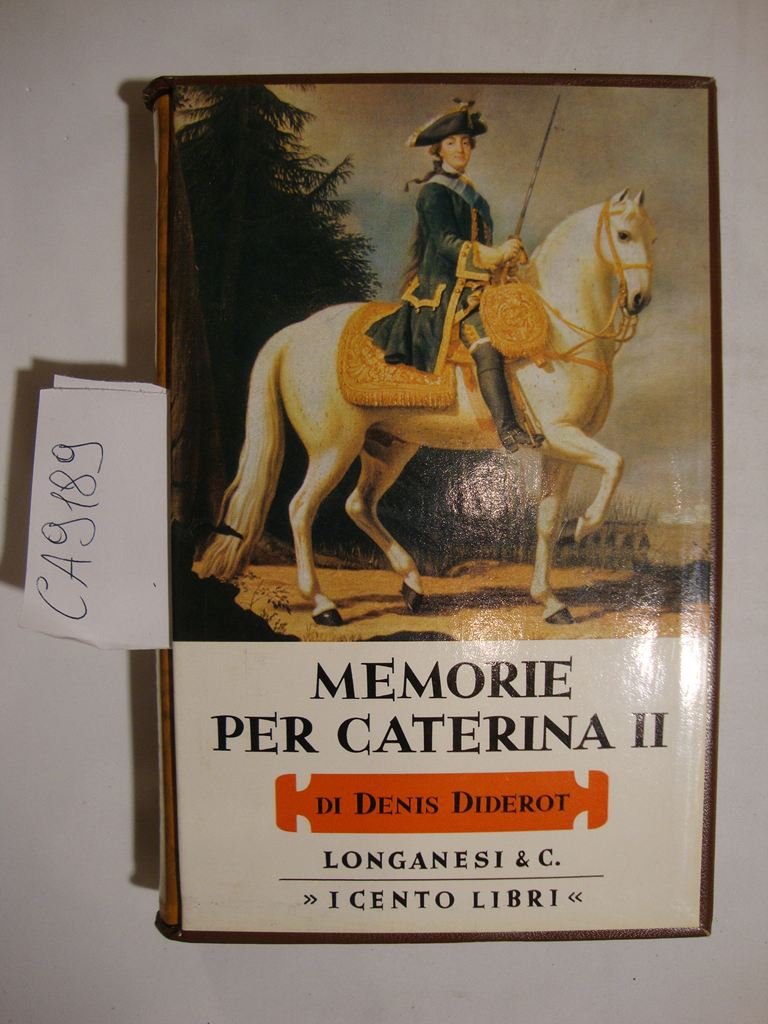 CA9189
MEMORIE
PER CATERINA II
DI DENIS DIDEROT
LONGANESI & C.
» I CENTO LIBRI «